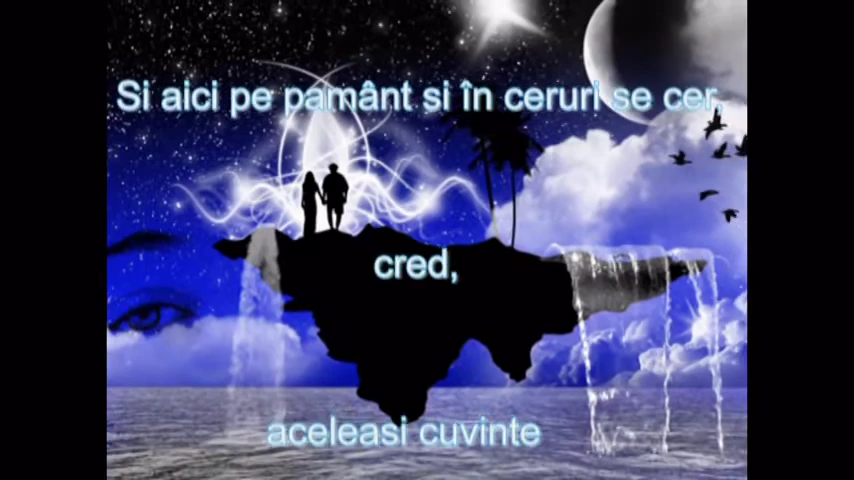 Si aici pe pamânt si în ceruri se cer,
cred,
aceleasi cuvinte